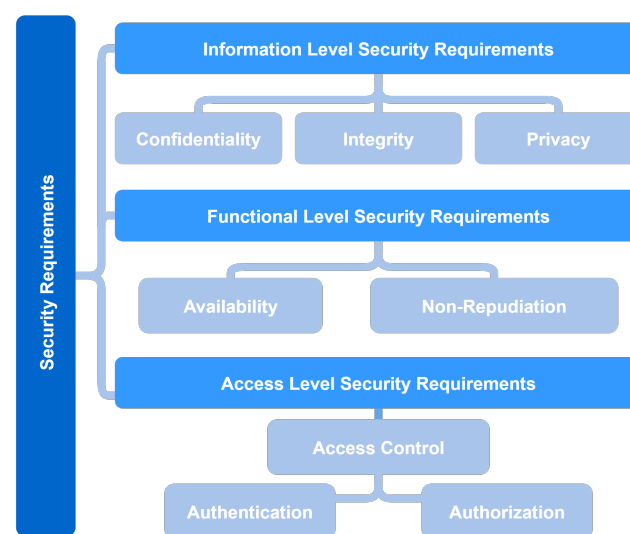 Security Requirements
Information Level Security Requirements
Confidentiality
Integrity
Privacy
Functional Level Security Requirements
Availability
Non-Repudiation
Access Level Security Requirements
Access Control
Authentication
Authorization